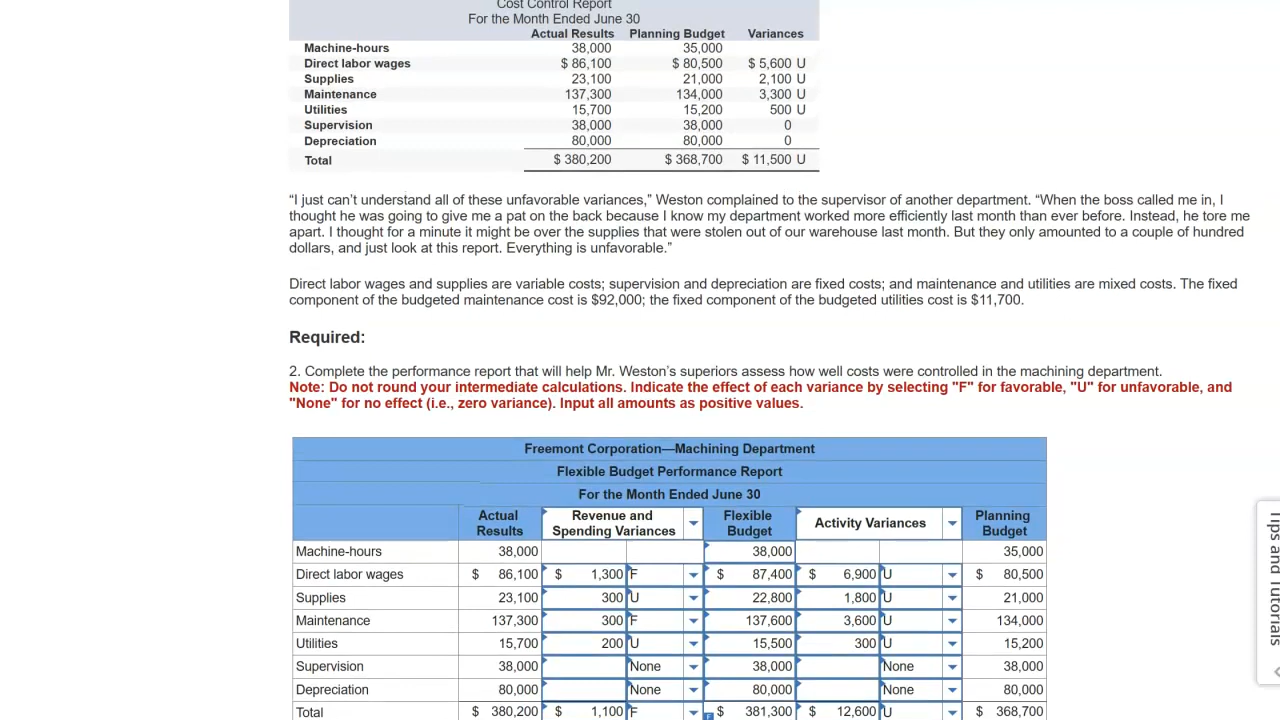 Cost Control Report
For the Month Ended June 30
Actual Results Planning Budget Variances
Machine-hours 38,000 35,000
Direct labor wages $ 86,100 $ 80,500 $ 5,600 U
Supplies 23,100 21,000 2,100 U
Maintenance 137,300 134,000 3,300 U
Utilities 15,700 15,200 500 U
Supervision 38,000 38,000 0
Depreciation 80,000 80,000 0
Total $ 380,200 $ 368,700 $ 11,500 U
“I just can’t understand all of these unfavorable variances,” Weston complained to the supervisor of another department. “When the boss called me in, I
thought he was going to give me a pat on the back because I know my department worked more efficiently last month than ever before. Instead, he tore me
apart. I thought for a minute it might be over the supplies that were stolen out of our warehouse last month. But they only amounted to a couple of hundred
dollars, and just look at this report. Everything is unfavorable.”
Direct labor wages and supplies are variable costs; supervision and depreciation are fixed costs; and maintenance and utilities are mixed costs. The fixed
component of the budgeted maintenance cost is $92,000; the fixed component of the budgeted utilities cost is $11,700.
Required:
2. Complete the performance report that will help Mr. Weston’s superiors assess how well costs were controlled in the machining department.
Note: Do not round your intermediate calculations. Indicate the effect of each variance by selecting "F" for favorable, "U" for unfavorable, and
"None" for no effect (i.e., zero variance). Input all amounts as positive values.
Freemont Corporation—Machining Department
Flexible Budget Performance Report
For the Month Ended June 30
Actual Results Revenue and Spending Variances Flexible Budget Activity Variances Planning Budget
Machine-hours 38,000 38,000 35,000
Direct labor wages $ 86,100 $ 1,300 F $ 87,400 $ 6,900 U $ 80,500
Supplies 23,100 300 U 22,800 1,800 U 21,000
Maintenance 137,300 300 F 137,600 3,600 U 134,000
Utilities 15,700 200 U 15,500 300 U 15,200
Supervision 38,000 None 38,000 None 38,000
Depreciation 80,000 None 80,000 None 80,000
Total $ 380,200 $ 1,100 F $ 381,300 $ 12,600 U $ 368,700
Tips and Tutorials